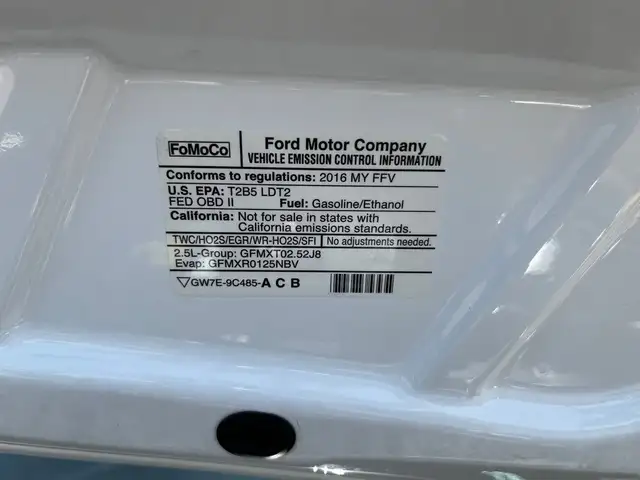 FoMoCo
Ford Motor Company
VEHICLE EMISSION CONTROL INFORMATION
Conforms to regulations: 2016 MY FFV
U.S. EPA: T2B5 LDT2
FED OBD II Fuel: Gasoline/Ethanol
California: Not for sale in states with
California emissions standards.
TWC/HO2S/EGR/WR-HO2S/SFI No adjustments needed.
2.5L-Group: GFMXT02.52J8
Evap: GFMXR0125NBV
GW7E-9C485-A C B